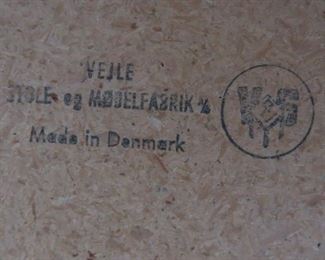 VEJLE
STOLE- og MØBELFABRIK A/S
Made in Denmark
V&S